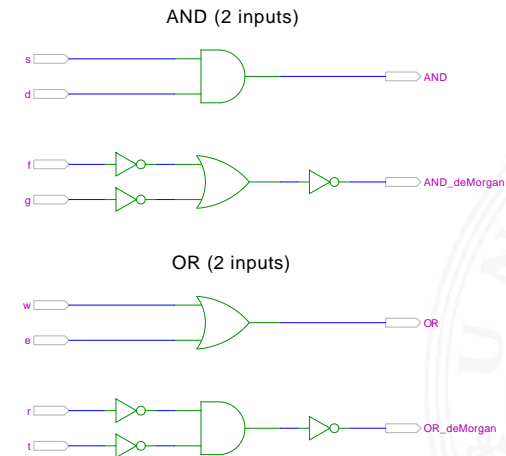 AND (2 inputs)
s
AND
d
f
AND_deMorgan
g
OR (2 inputs)
w
OR
e
r
OR_deMorgan
t
U N